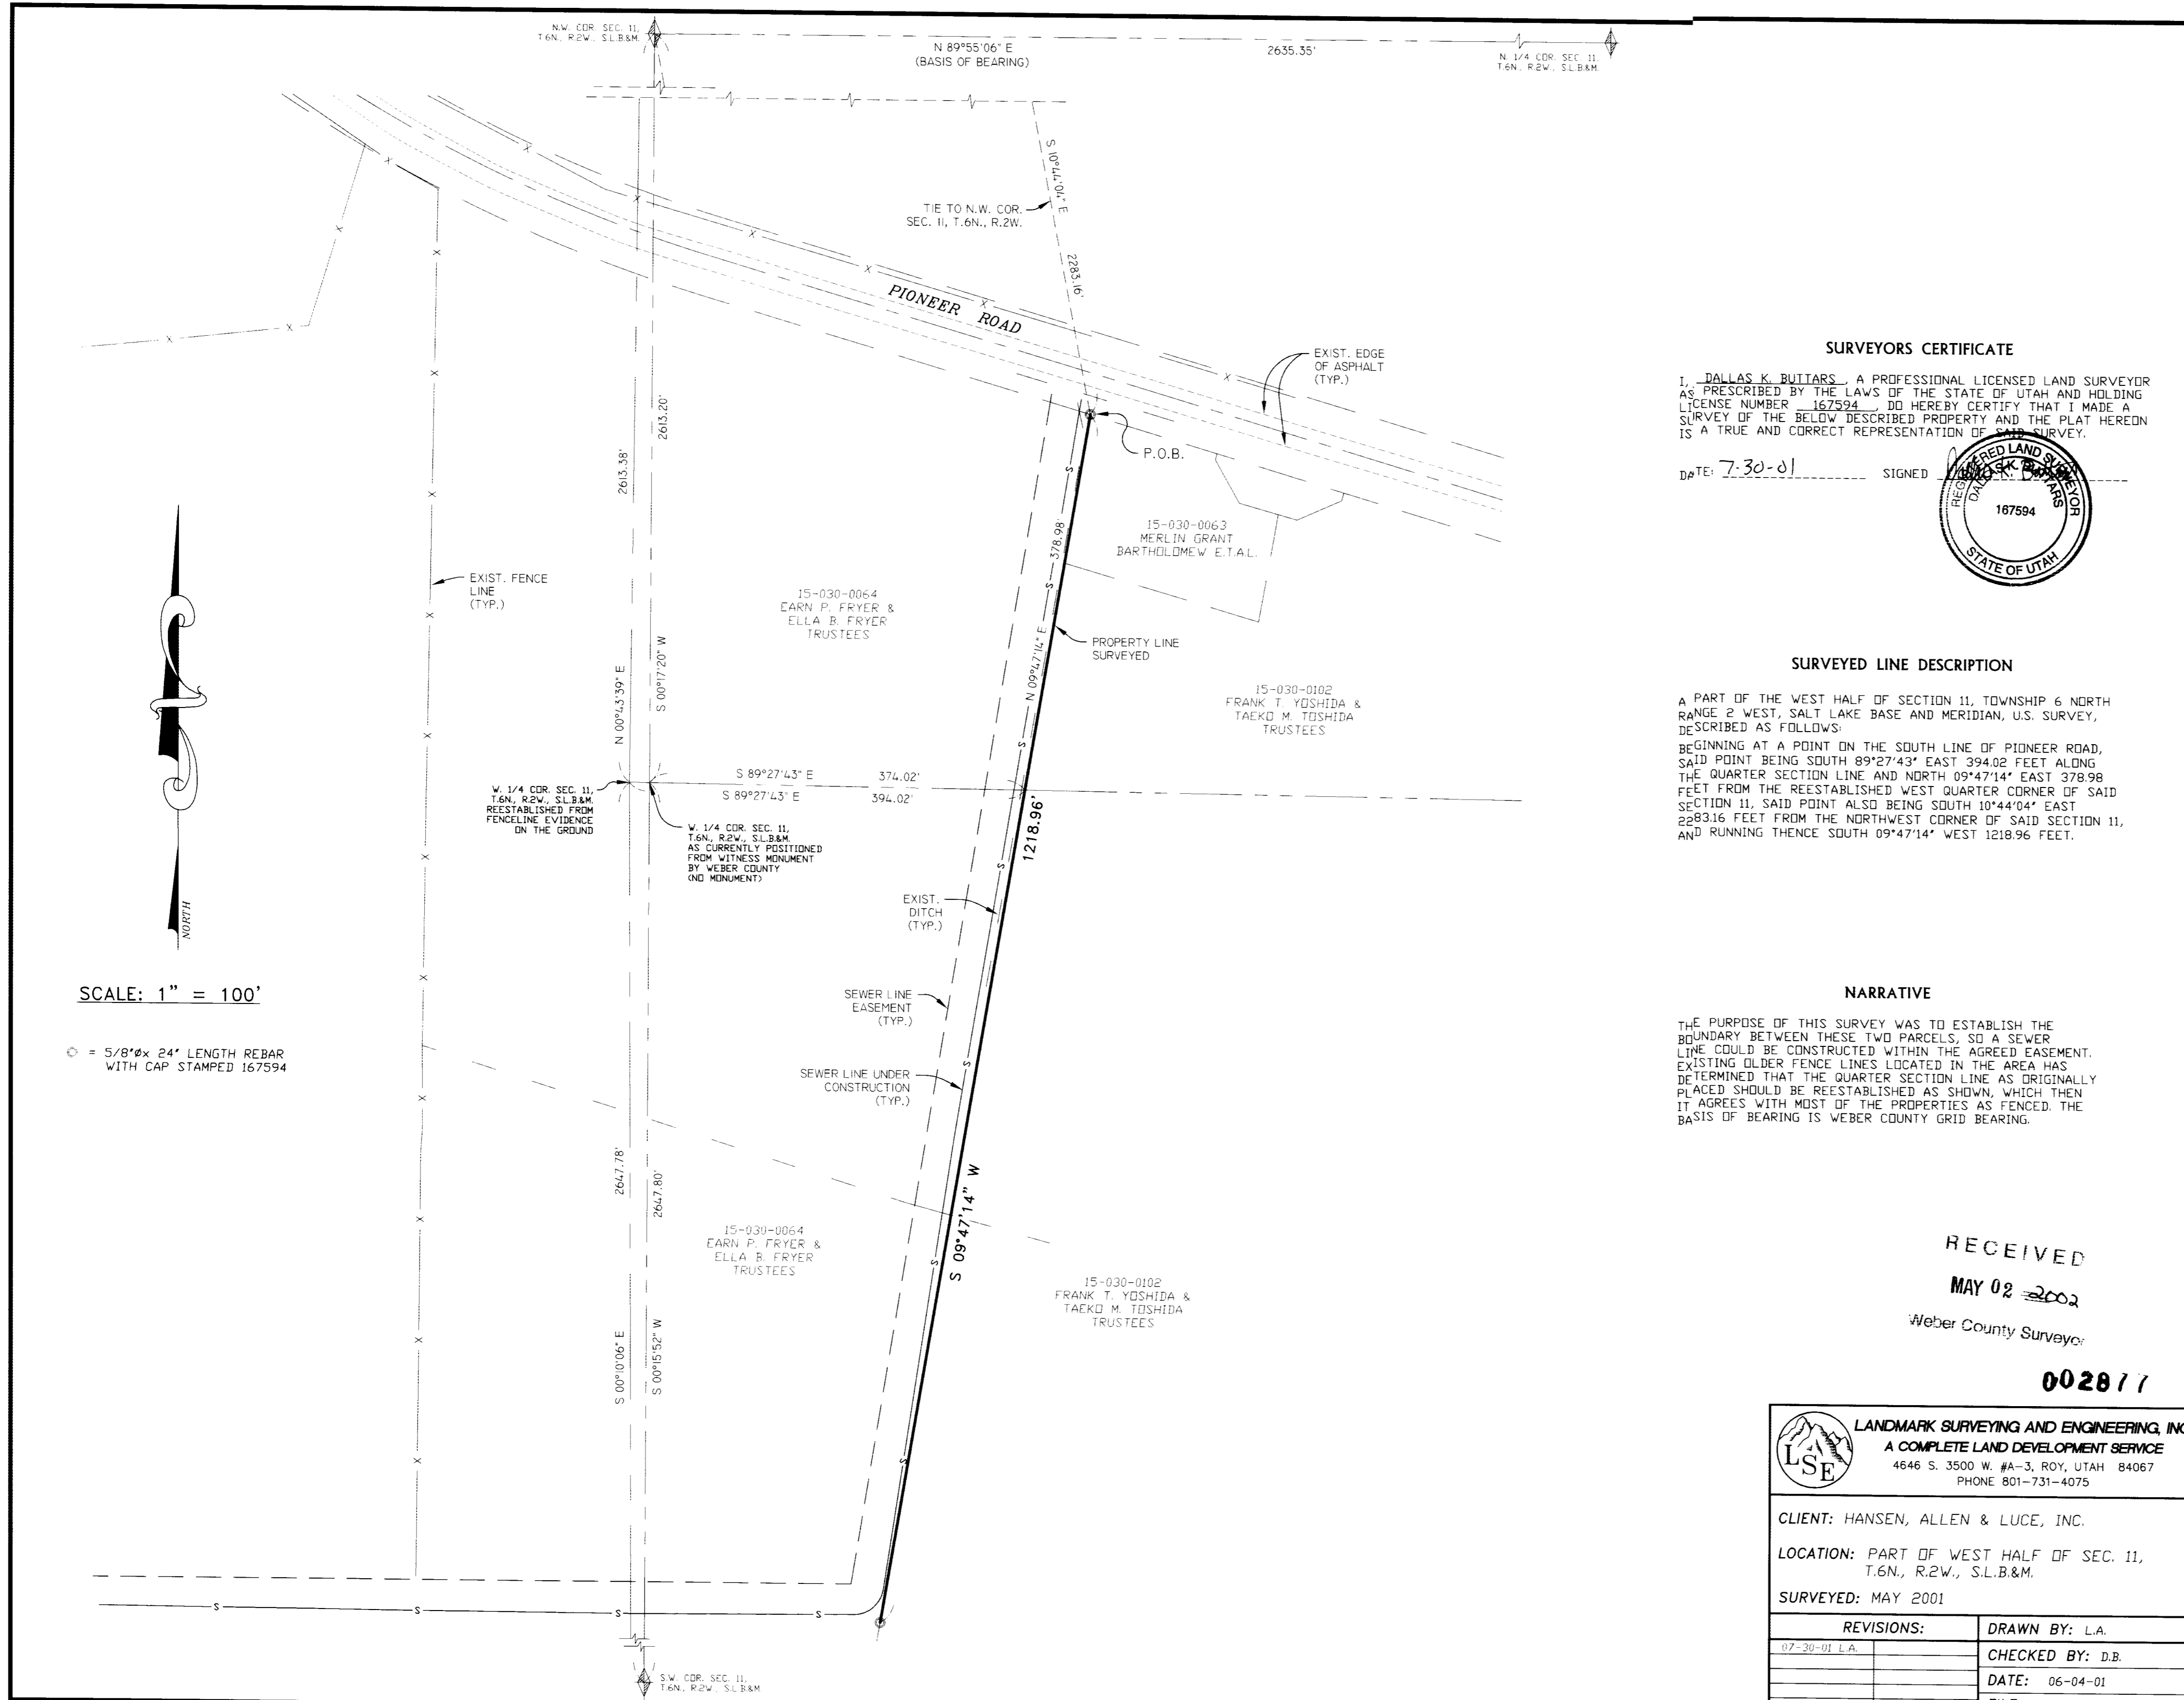 N.W. COR. SEC. 11,
T.6N., R.2W., S.L.B.&M.
N 89°55'06" E
(BASIS OF BEARING)
2635.35'
N. 1/4 COR. SEC. 11.
T.6N., R.2W., S.L.B.&M.
S 10°44'04" E
2283.16'
TIE TO N.W. COR.
SEC. 11, T.6N., R.2W.
PIONEER ROAD
EXIST. EDGE
OF ASPHALT
(TYP.)
P.O.B.
2613.38'
2613.20'
N 00°43'39" E
S 00°17'20" W
EXIST. FENCE
LINE
(TYP.)
15-030-0064
EARN P. FRYER &
ELLA B. FRYER
TRUSTEES
15-030-0063
MERLIN GRANT
BARTHOLOMEW E.T.A.L.
378.98'
N 09°47'14" E
PROPERTY LINE
SURVEYED
15-030-0102
FRANK T. YOSHIDA &
TAEKO M. TOSHIDA
TRUSTEES
S 89°27'43" E 374.02'
S 89°27'43" E 394.02'
W. 1/4 COR. SEC. 11,
T.6N., R.2W., S.L.B.&M.
REESTABLISHED FROM
FENCELINE EVIDENCE
ON THE GROUND
W. 1/4 COR. SEC. 11,
T.6N., R.2W., S.L.B.&M.
AS CURRENTLY POSITIONED
FROM WITNESS MONUMENT
BY WEBER COUNTY
(NO MONUMENT)
1218.96'
EXIST.
DITCH
(TYP.)
SEWER LINE
EASEMENT
(TYP.)
SEWER LINE UNDER
CONSTRUCTION
(TYP.)
NORTH
SCALE: 1" = 100'
= 5/8"Øx 24" LENGTH REBAR
WITH CAP STAMPED 167594
2647.78'
2647.80'
S 00°10'06" E
S 00°15'52" W
S 09°47'14" W
15-030-0064
EARN P. FRYER &
ELLA B. FRYER
TRUSTEES
15-030-0102
FRANK T. YOSHIDA &
TAEKO M. TOSHIDA
TRUSTEES
S.W. COR. SEC. 11,
T.6N., R.2W., S.L.B.&M.
SURVEYORS CERTIFICATE
I, DALLAS K. BUTTARS, A PROFESSIONAL LICENSED LAND SURVEYOR
AS PRESCRIBED BY THE LAWS OF THE STATE OF UTAH AND HOLDING
LICENSE NUMBER 167594, DO HEREBY CERTIFY THAT I MADE A
SURVEY OF THE BELOW DESCRIBED PROPERTY AND THE PLAT HEREON
IS A TRUE AND CORRECT REPRESENTATION OF SAID SURVEY.
DATE: 7-30-01 SIGNED
REGISTERED LAND SURVEYOR
DALLAS K. BUTTARS
167594
STATE OF UTAH
SURVEYED LINE DESCRIPTION
A PART OF THE WEST HALF OF SECTION 11, TOWNSHIP 6 NORTH
RANGE 2 WEST, SALT LAKE BASE AND MERIDIAN, U.S. SURVEY,
DESCRIBED AS FOLLOWS:
BEGINNING AT A POINT ON THE SOUTH LINE OF PIONEER ROAD,
SAID POINT BEING SOUTH 89°27'43" EAST 394.02 FEET ALONG
THE QUARTER SECTION LINE AND NORTH 09°47'14" EAST 378.98
FEET FROM THE REESTABLISHED WEST QUARTER CORNER OF SAID
SECTION 11, SAID POINT ALSO BEING SOUTH 10°44'04" EAST
2283.16 FEET FROM THE NORTHWEST CORNER OF SAID SECTION 11,
AND RUNNING THENCE SOUTH 09°47'14" WEST 1218.96 FEET.
NARRATIVE
THE PURPOSE OF THIS SURVEY WAS TO ESTABLISH THE
BOUNDARY BETWEEN THESE TWO PARCELS, SO A SEWER
LINE COULD BE CONSTRUCTED WITHIN THE AGREED EASEMENT.
EXISTING OLDER FENCE LINES LOCATED IN THE AREA HAS
DETERMINED THAT THE QUARTER SECTION LINE AS ORIGINALLY
PLACED SHOULD BE REESTABLISHED AS SHOWN, WHICH THEN
IT AGREES WITH MOST OF THE PROPERTIES AS FENCED. THE
BASIS OF BEARING IS WEBER COUNTY GRID BEARING.
RECEIVED
MAY 02 2002
Weber County Surveyor
002877
LSE
LANDMARK SURVEYING AND ENGINEERING, INC
A COMPLETE LAND DEVELOPMENT SERVICE
4646 S. 3500 W. #A-3, ROY, UTAH 84067
PHONE 801-731-4075
CLIENT: HANSEN, ALLEN & LUCE, INC.
LOCATION: PART OF WEST HALF OF SEC. 11,
T.6N., R.2W., S.L.B.&M.
SURVEYED: MAY 2001
REVISIONS:
07-30-01 L.A.
DRAWN BY: L.A.
CHECKED BY: D.B.
DATE: 06-04-01